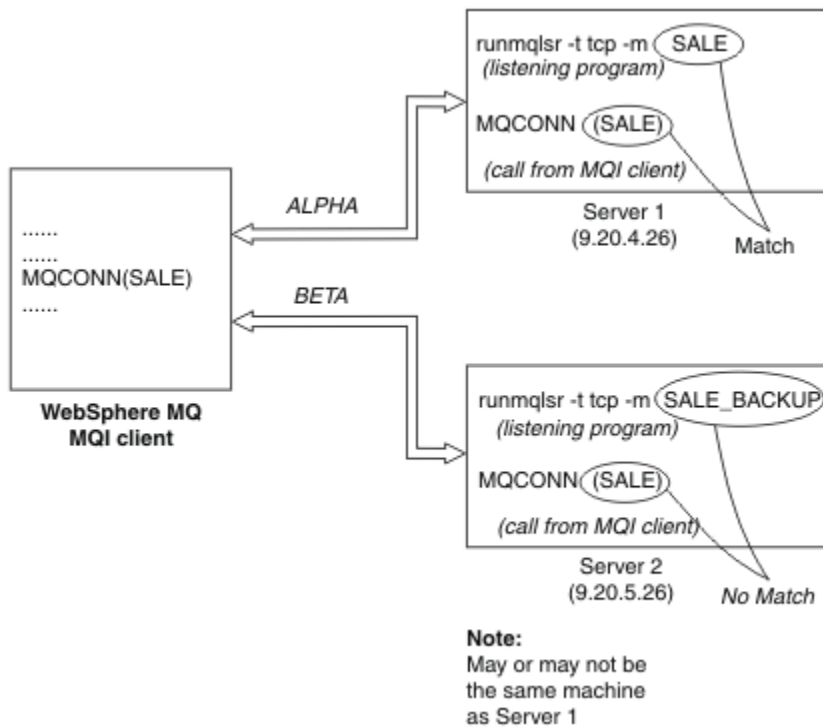 runmqlsr -t tcp -m SALE
(listening program)
MQCONN (SALE)
(call from MQI client)
Server 1
(9.20.4.26)
Match
ALPHA
......
......
MQCONN(SALE)
......
BETA
WebSphere MQ
MQI client
runmqlsr -t tcp -m SALE_BACKUP
(listening program)
MQCONN (SALE)
(call from MQI client)
Server 2
(9.20.5.26)
No Match
Note:
May or may not be
the same machine
as Server 1